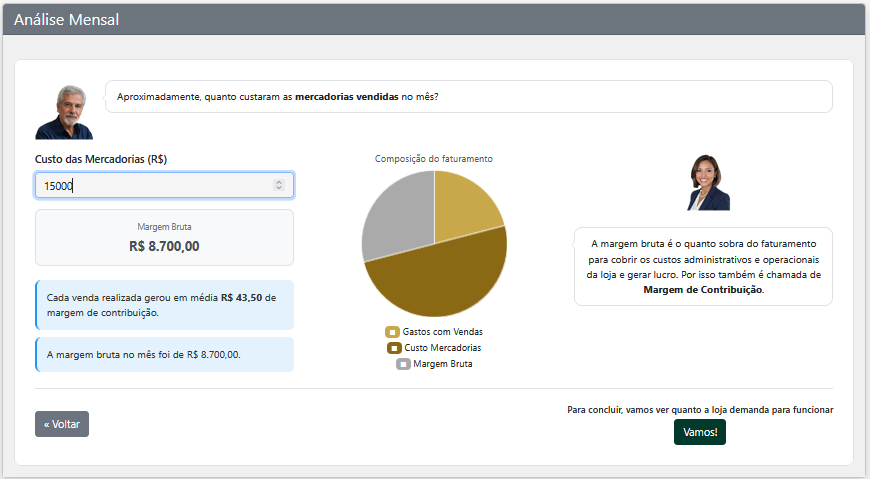 Análise Mensal
Aproximadamente, quanto custaram as mercadorias vendidas no mês?
Custo das Mercadorias (R$)
15000
Margem Bruta
R$ 8.700,00
Cada venda realizada gerou em média R$ 43,50 de
margem de contribuição.
A margem bruta no mês foi de R$ 8.700,00.
Composição do faturamento
Gastos com Vendas
Custo Mercadorias
Margem Bruta
A margem bruta é o quanto sobra do faturamento
para cobrir os custos administrativos e operacionais
da loja e gerar lucro. Por isso também é chamada de
Margem de Contribuição.
« Voltar
Para concluir, vamos ver quanto a loja demanda para funcionar
Vamos!